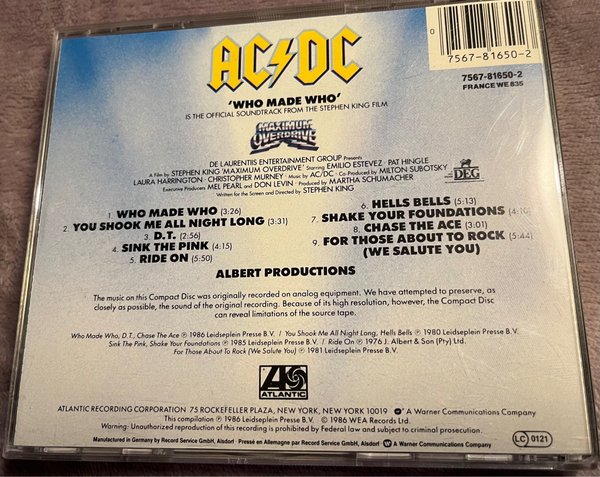 AC⚡DC
0
7567-81650-2
7567-81650-2
FRANCE WE 835
'WHO MADE WHO'
IS THE OFFICIAL SOUNDTRACK FROM THE STEPHEN KING FILM
MAXIMUM
OVERDRIVE
DE LAURENTIIS ENTERTAINMENT GROUP Presents
A Film by STEPHEN KING 'MAXIMUM OVERDRIVE' Starring EMILIO ESTEVEZ · PAT HINGLE
LAURA HARRINGTON · CHRISTOPHER MURNEY · Music by AC/DC · Co-Produced by MILTON SUBOTSKY
Executive Producers MEL PEARL and DON LEVIN · Produced by MARTHA SCHUMACHER
Written for the Screen and Directed by STEPHEN KING
DEG
1. WHO MADE WHO (3:26)
2. YOU SHOOK ME ALL NIGHT LONG (3:31)
3. D.T. (2:56)
4. SINK THE PINK (4:15)
5. RIDE ON (5:50)
6. HELLS BELLS (5:13)
7. SHAKE YOUR FOUNDATIONS
8. CHASE THE ACE (3:01)
9. FOR THOSE ABOUT TO ROCK (5:44)
(WE SALUTE YOU)
ALBERT PRODUCTIONS
The music on this Compact Disc was originally recorded on analog equipment. We have attempted to preserve, as
closely as possible, the sound of the original recording. Because of its high resolution, however, the Compact Disc
can reveal limitations of the source tape.
Who Made Who, D.T., Chase The Ace ℗ 1986 Leidseplein Presse B.V. / You Shook Me All Night Long, Hells Bells ℗ 1980 Leidseplein Presse B.V.
Sink The Pink, Shake Your Foundations ℗ 1985 Leidseplein Presse B.V. / Ride On ℗ 1976 J. Albert & Son (Pty) Ltd.
For Those About To Rock (We Salute You) ℗ 1981 Leidseplein Presse B.V.
ATLANTIC
ATLANTIC RECORDING CORPORATION 75 ROCKEFELLER PLAZA, NEW YORK, NEW YORK 10019 A Warner Communications Company
This compilation ℗ 1986 Leidseplein Presse B.V. © 1986 WEA Records Ltd.
Warning: Unauthorized reproduction of this recording is prohibited by Federal law and subject to criminal prosecution.
Manufactured in Germany by Record Service GmbH, Alsdorf · Pressé en Allemagne par Record Service GmbH, Alsdorf · A Warner Communications Company
LC 0121